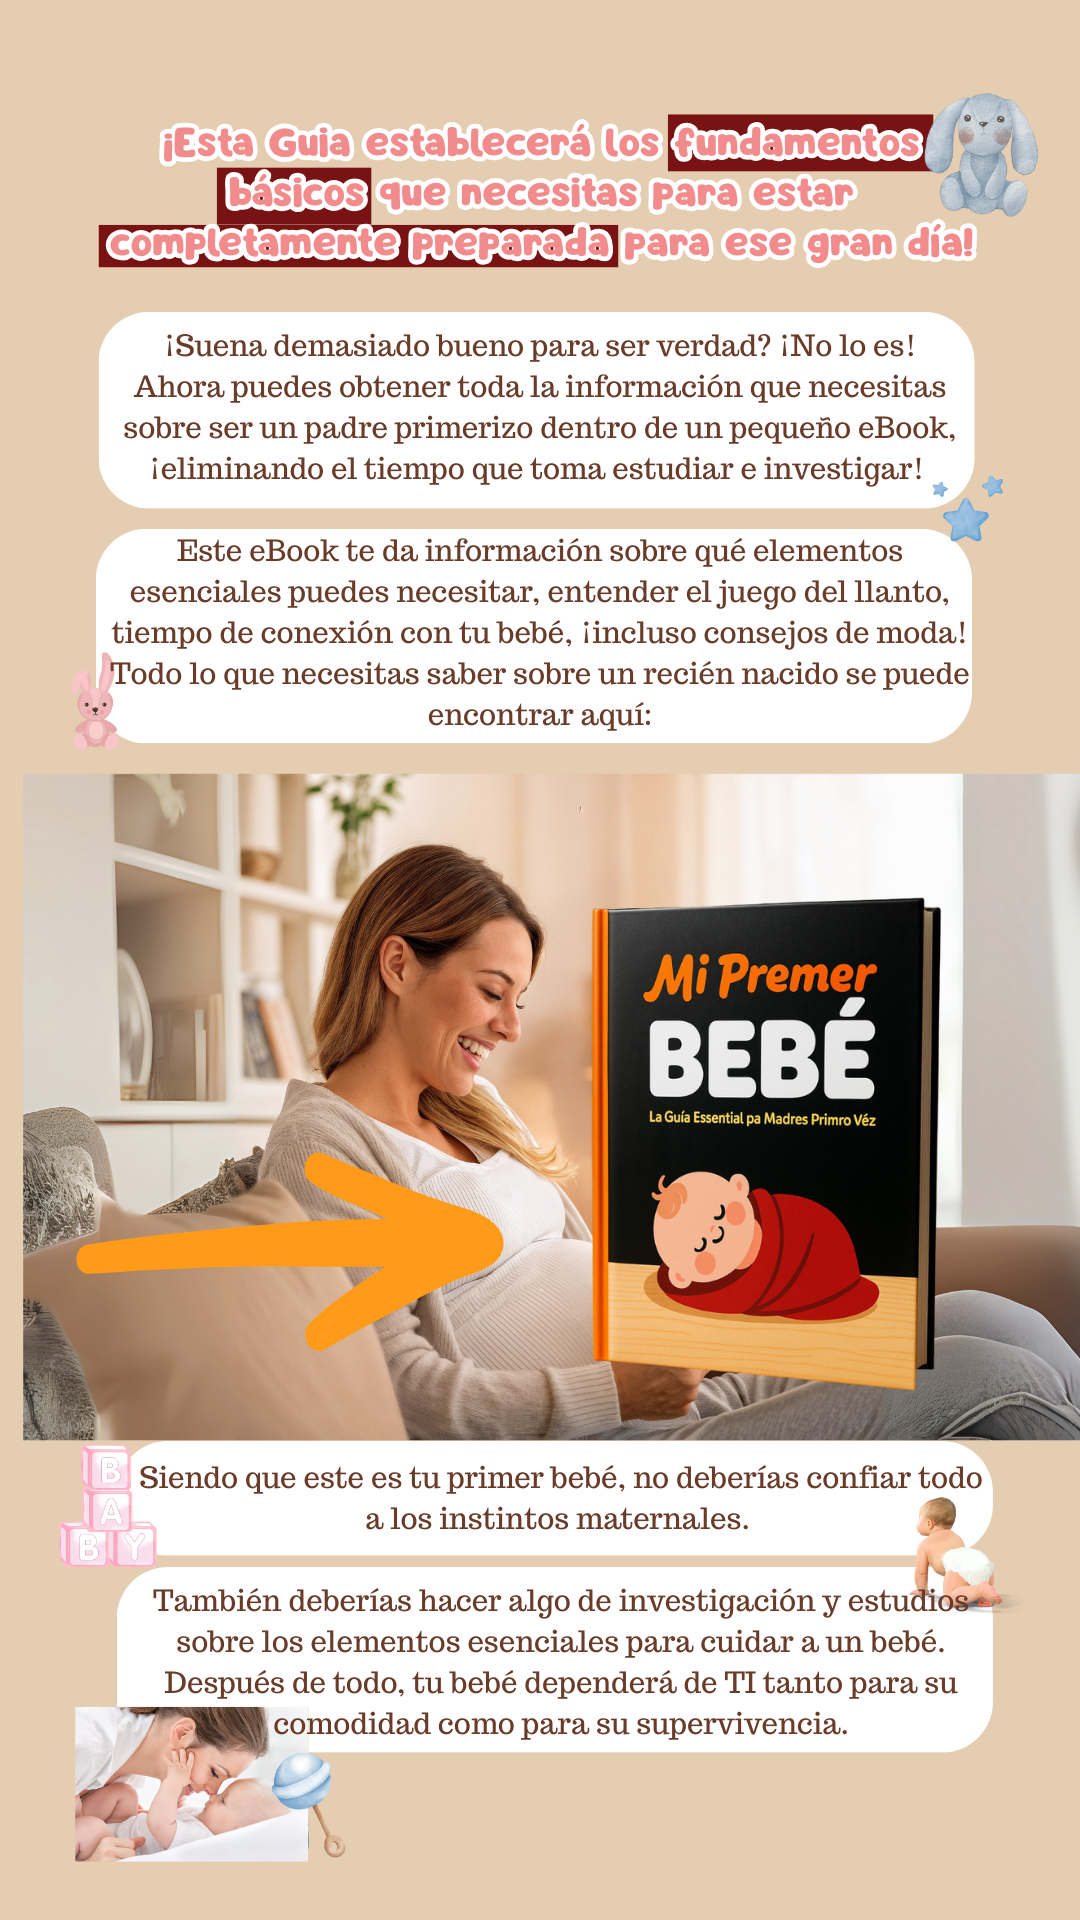 ¡Esta Guia establecerá los fundamentos
básicos que necesitas para estar
completamente preparada para ese gran día!
¡Suena demasiado bueno para ser verdad? ¡No lo es!
Ahora puedes obtener toda la información que necesitas
sobre ser un padre primerizo dentro de un pequeño eBook,
¡eliminando el tiempo que toma estudiar e investigar!
Este eBook te da información sobre qué elementos
esenciales puedes necesitar, entender el juego del llanto,
tiempo de conexión con tu bebé, ¡incluso consejos de moda!
Todo lo que necesitas saber sobre un recién nacido se puede
encontrar aquí:
Mi Premer
BEBÉ
La Guía Essential pa Madres Primro Véz
Siendo que este es tu primer bebé, no deberías confiar todo
a los instintos maternales.
B
A
B Y
También deberías hacer algo de investigación y estudios
sobre los elementos esenciales para cuidar a un bebé.
Después de todo, tu bebé dependerá de TI tanto para su
comodidad como para su supervivencia.